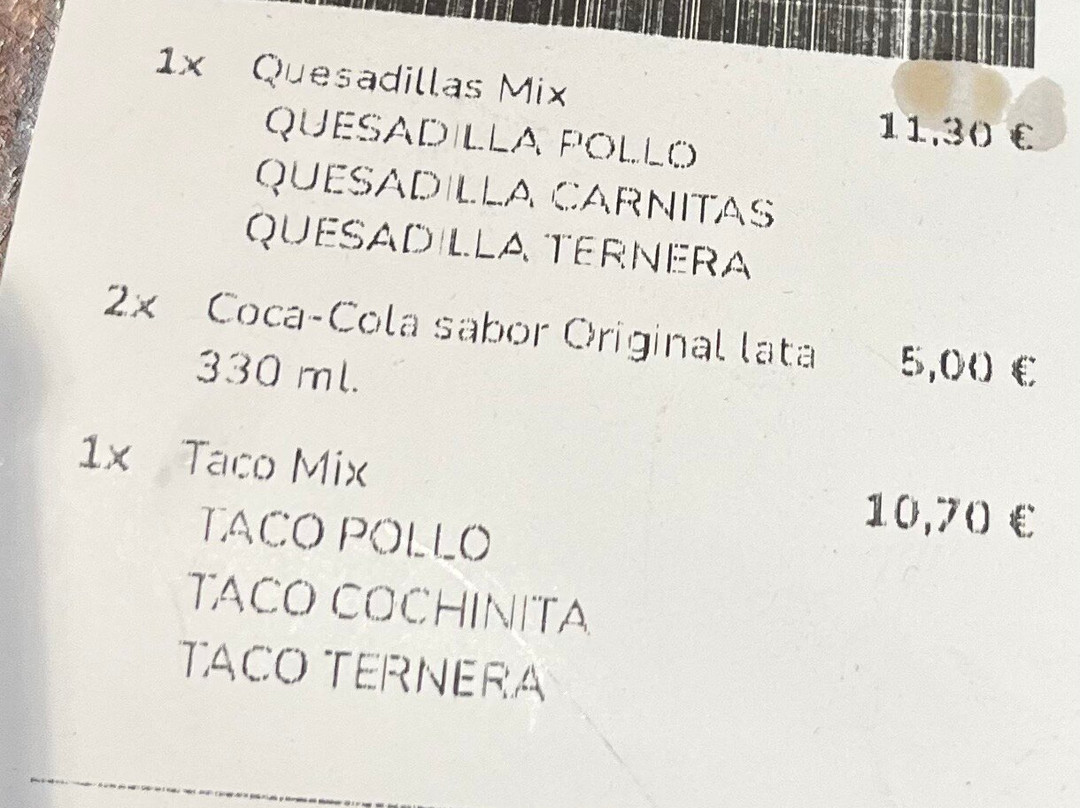 1x Quesadillas Mix 11,30 €
QUESADILLA POLLO
QUESADILLA CARNITAS
QUESADILLA TERNERA
2x Coca-Cola sabor Original lata 5,00 €
330 ml.
1x Taco Mix 10,70 €
TACO POLLO
TACO COCHINITA
TACO TERNERA